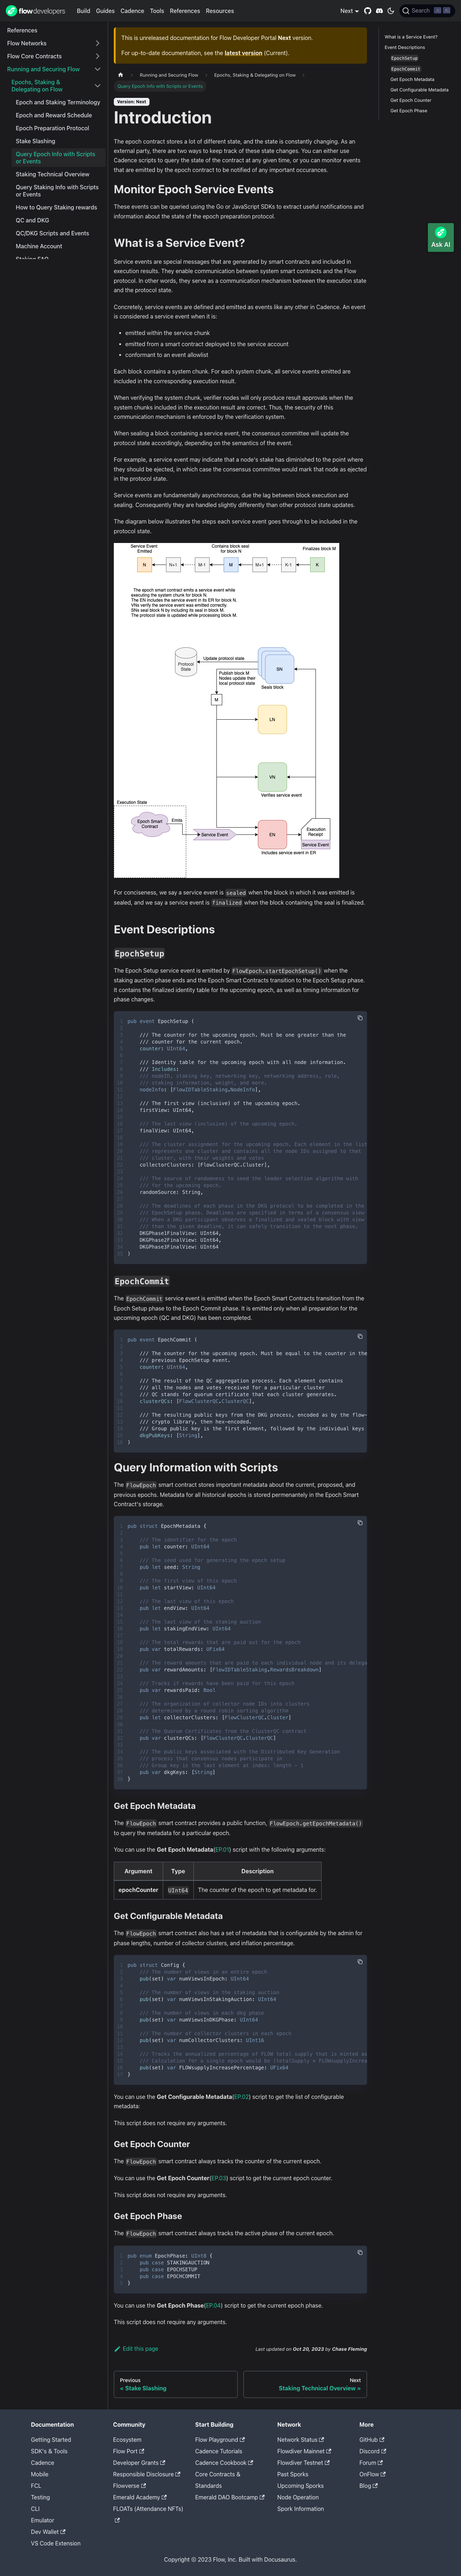 flowdevelopers
Build
Guides
Cadence
Tools
References
Resources
Next
Search
References
Flow Networks
Flow Core Contracts
Running and Securing Flow
Epochs, Staking &
Delegating on Flow
Epoch and Staking Terminology
Epoch and Reward Schedule
Epoch Preparation Protocol
Stake Slashing
Query Epoch Info with Scripts
or Events
Staking Technical Overview
Query Staking Info with Scripts
or Events
How to Query Staking rewards
QC and DKG
QC/DKG Scripts and Events
Machine Account
Staking FAQ
This is unreleased documentation for Flow Developer Portal Next version.
For up-to-date documentation, see the latest version (Current).
Running and Securing Flow
Epochs, Staking & Delegating on Flow
Query Epoch Info with Scripts or Events
Version: Next
Introduction
The epoch contract stores a lot of different state, and the state is constantly changing. As an
external party, there are two ways to keep track of these state changes. You can either use
Cadence scripts to query the state of the contract at any given time, or you can monitor events
that are emitted by the epoch contract to be notified of any important occurances.
Monitor Epoch Service Events
These events can be queried using the Go or JavaScript SDKs to extract useful notifications and
information about the state of the epoch preparation protocol.
What is a Service Event?
Service events are special messages that are generated by smart contracts and included in
execution results. They enable communication between system smart contracts and the Flow
protocol. In other words, they serve as a communication mechanism between the execution state
and the protocol state.
Concretely, service events are defined and emitted as events like any other in Cadence. An event
is considered a service event when it is:
emitted within the service chunk
emitted from a smart contract deployed to the service account
conformant to an event allowlist
Each block contains a system chunk. For each system chunk, all service events emitted are
included in the corresponding execution result.
When verifying the system chunk, verifier nodes will only produce result approvals when the
system chunks included in the execution result are correct. Thus, the security of this
communication mechanism is enforced by the verification system.
When sealing a block containing a service event, the consensus committee will update the
protocol state accordingly, depending on the semantics of the event.
For example, a service event may indicate that a node's stake has diminished to the point where
they should be ejected, in which case the consensus committee would mark that node as ejected
in the protocol state.
Service events are fundamentally asynchronous, due the lag between block execution and
sealing. Consequently they are handled slightly differently than other protocol state updates.
The diagram below illustrates the steps each service event goes through to be included in the
protocol state.
Service Event
Emitted
Contains block seal
for block N
Finalizes block M
N
N+1
M-1
M
M+1
K-1
K
The epoch smart contract emits a service event while
executing the system chunk for block N.
The EN includes the service event in ER for block N.
VNs verify the service event was emitted correctly.
SNs seal block N by including its seal in block M.
The protocol state is updated while processing block M.
Protocol
State
Update protocol state
SN
Seals block
Publish block M
Nodes update their
local protocol state
M
LN
VN
Verifies service event
Execution State
Epoch Smart
Contract
Emits
Service Event
EN
Includes service event in ER
Execution
Receipt
Service Event
For conciseness, we say a service event is sealed when the block in which it was emitted is
sealed, and we say a service event is finalized when the block containing the seal is finalized.
Event Descriptions
EpochSetup
The Epoch Setup service event is emitted by FlowEpoch.startEpochSetup() when the
staking auction phase ends and the Epoch Smart Contracts transition to the Epoch Setup phase.
It contains the finalized identity table for the upcoming epoch, as well as timing information for
phase changes.
pub event EpochSetup (
/// The counter for the upcoming epoch. Must be one greater than the
/// counter for the current epoch.
counter: UInt64,
/// Identity table for the upcoming epoch with all node information.
/// Includes:
/// nodeID, staking key, networking key, networking address, role,
/// staking information, weight, and more.
nodeInfo: [FlowIDTableStaking.NodeInfo],
/// The first view (inclusive) of the upcoming epoch.
firstView: UInt64,
/// The last view (inclusive) of the upcoming epoch.
finalView: UInt64,
/// The cluster assignment for the upcoming epoch. Each element in the list
/// represents one cluster and contains all the node IDs assigned to that
/// cluster, with their weights and votes
collectorClusters: [FlowClusterQC.Cluster],
/// The source of randomness to seed the leader selection algorithm with
/// for the upcoming epoch.
randomSource: String,
/// The deadlines of each phase in the DKG protocol to be completed in the
/// EpochSetup phase. Deadlines are specified in terms of a consensus view
/// When a DKG participant observes a finalized and sealed block with view
/// than the given deadline, it can safely transition to the next phase.
DKGPhase1FinalView: UInt64,
DKGPhase2FinalView: UInt64,
DKGPhase3FinalView: UInt64
)
EpochCommit
The EpochCommit service event is emitted when the Epoch Smart Contracts transition from the
Epoch Setup phase to the Epoch Commit phase. It is emitted only when all preparation for the
upcoming epoch (QC and DKG) has been completed.
pub event EpochCommit (
/// The counter for the upcoming epoch. Must be equal to the counter in the
/// previous EpochSetup event.
counter: UInt64,
/// The result of the QC aggregation process. Each element contains
/// all the nodes and votes received for a particular cluster
/// QC stands for quorum certificate that each cluster generates.
clusterQCs: [FlowClusterQC.ClusterQC],
/// The resulting public keys from the DKG process, encoded as by the flow-
/// crypto library, then hex-encoded.
/// Group public key is the first element, followed by the individual keys
dkgPubKeys: [String],
)
Query Information with Scripts
The FlowEpoch smart contract stores important metadata about the current, proposed, and
previous epochs. Metadata for all historical epochs is stored permanently in the Epoch Smart
Contract's storage.
pub struct EpochMetadata {
/// The identifier for the epoch
pub let counter: UInt64
/// The seed used for generating the epoch setup
pub let seed: String
/// The first view of this epoch
pub let startView: UInt64
/// The last view of this epoch
pub let endView: UInt64
/// The last view of the staking auction
pub let stakingEndView: UInt64
/// The total rewards that are paid out for the epoch
pub var totalRewards: UFix64
/// The reward amounts that are paid to each individual node and its delega
pub var rewardAmounts: [FlowIDTableStaking.RewardsBreakdown]
/// Tracks if rewards have been paid for this epoch
pub var rewardsPaid: Bool
/// The organization of collector node IDs into clusters
/// determined by a round robin sorting algorithm
pub let collectorClusters: [FlowClusterQC.Cluster]
/// The Quorum Certificates from the ClusterQC contract
pub var clusterQCs: [FlowClusterQC.ClusterQC]
/// The public keys associated with the Distributed Key Generation
/// process that consensus nodes participate in
/// Group key is the last element at index: length - 1
pub var dkgKeys: [String]
}
Get Epoch Metadata
The FlowEpoch smart contract provides a public function, FlowEpoch.getEpochMetadata()
to query the metadata for a particular epoch.
You can use the Get Epoch Metadata(EP.01) script with the following arguments:
Argument
Type
Description
epochCounter
UInt64
The counter of the epoch to get metadata for.
Get Configurable Metadata
The FlowEpoch smart contract also has a set of metadata that is configurable by the admin for
phase lengths, number of collector clusters, and inflation percentage.
pub struct Config {
/// The number of views in an entire epoch
pub(set) var numViewsInEpoch: UInt64
/// The number of views in the staking auction
pub(set) var numViewsInStakingAuction: UInt64
/// The number of views in each dkg phase
pub(set) var numViewsInDKGPhase: UInt64
/// The number of collector clusters in each epoch
pub(set) var numCollectorClusters: UInt16
/// Tracks the annualized percentage of FLOW total supply that is minted as
/// Calculation for a single epoch would be (totalSupply * FLOWsupplyIncrea
pub(set) var FLOWsupplyIncreasePercentage: UFix64
}
You can use the Get Configurable Metadata(EP.02) script to get the list of configurable
metadata:
This script does not require any arguments.
Get Epoch Counter
The FlowEpoch smart contract always tracks the counter of the current epoch.
You can use the Get Epoch Counter(EP.03) script to get the current epoch counter.
This script does not require any arguments.
Get Epoch Phase
The FlowEpoch smart contract always tracks the active phase of the current epoch.
pub enum EpochPhase: UInt8 {
pub case STAKINGAUCTION
pub case EPOCHSETUP
pub case EPOCHCOMMIT
}
You can use the Get Epoch Phase(EP.04) script to get the current epoch phase.
This script does not require any arguments.
Edit this page
Last updated on Oct 20, 2023 by Chase Fleming
Previous
« Stake Slashing
Next
Staking Technical Overview »
What is a Service Event?
Event Descriptions
EpochSetup
EpochCommit
Get Epoch Metadata
Get Configurable Metadata
Get Epoch Counter
Get Epoch Phase
Ask AI
Documentation
Getting Started
SDK's & Tools
Cadence
Mobile
FCL
Testing
CLI
Emulator
Dev Wallet
VS Code Extension
Community
Ecosystem
Flow Port
Developer Grants
Responsible Disclosure
Flowverse
Emerald Academy
FLOATs (Attendance NFTs)
Start Building
Flow Playground
Cadence Tutorials
Cadence Cookbook
Core Contracts &
Standards
Emerald DAO Bootcamp
Network
Network Status
Flowdiver Mainnet
Flowdiver Testnet
Past Sporks
Upcoming Sporks
Node Operation
Spork Information
More
GitHub
Discord
Forum
OnFlow
Blog
Copyright © 2023 Flow, Inc. Built with Docusaurus.